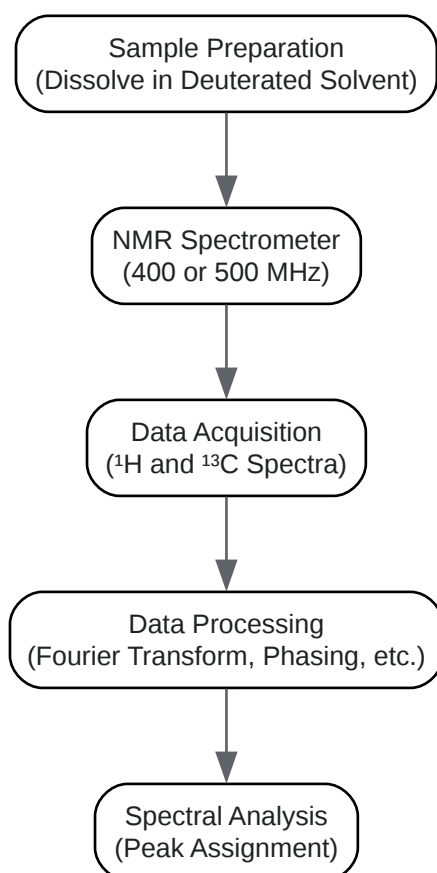 Sample Preparation
(Dissolve in Deuterated Solvent)
NMR Spectrometer
(400 or 500 MHz)
Data Acquisition
(¹H and ¹³C Spectra)
Data Processing
(Fourier Transform, Phasing, etc.)
Spectral Analysis
(Peak Assignment)